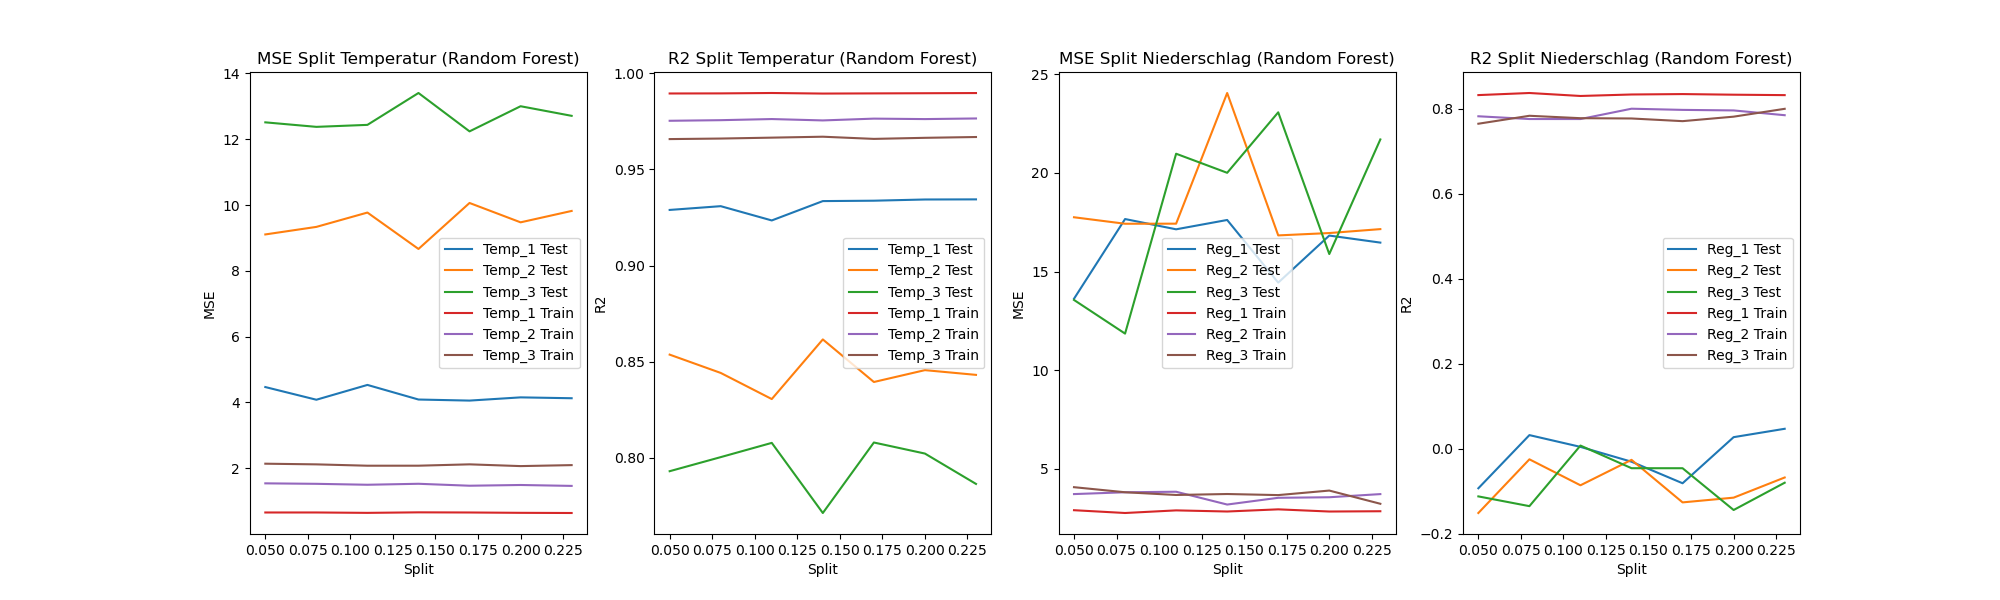 MSE Split Temperatur (Random Forest)
14
12
10
8
6
4
2
MSE
0.050 0.075 0.100 0.125 0.150 0.175 0.200 0.225
Split
Temp_1 Test
Temp_2 Test
Temp_3 Test
Temp_1 Train
Temp_2 Train
Temp_3 Train
R2 Split Temperatur (Random Forest)
1.00
0.95
0.90
0.85
0.80
R2
0.050 0.075 0.100 0.125 0.150 0.175 0.200 0.225
Split
Temp_1 Test
Temp_2 Test
Temp_3 Test
Temp_1 Train
Temp_2 Train
Temp_3 Train
MSE Split Niederschlag (Random Forest)
25
20
15
10
5
MSE
0.050 0.075 0.100 0.125 0.150 0.175 0.200 0.225
Split
Reg_1 Test
Reg_2 Test
Reg_3 Test
Reg_1 Train
Reg_2 Train
Reg_3 Train
R2 Split Niederschlag (Random Forest)
0.8
0.6
0.4
0.2
0.0
−0.2
R2
0.050 0.075 0.100 0.125 0.150 0.175 0.200 0.225
Split
Reg_1 Test
Reg_2 Test
Reg_3 Test
Reg_1 Train
Reg_2 Train
Reg_3 Train